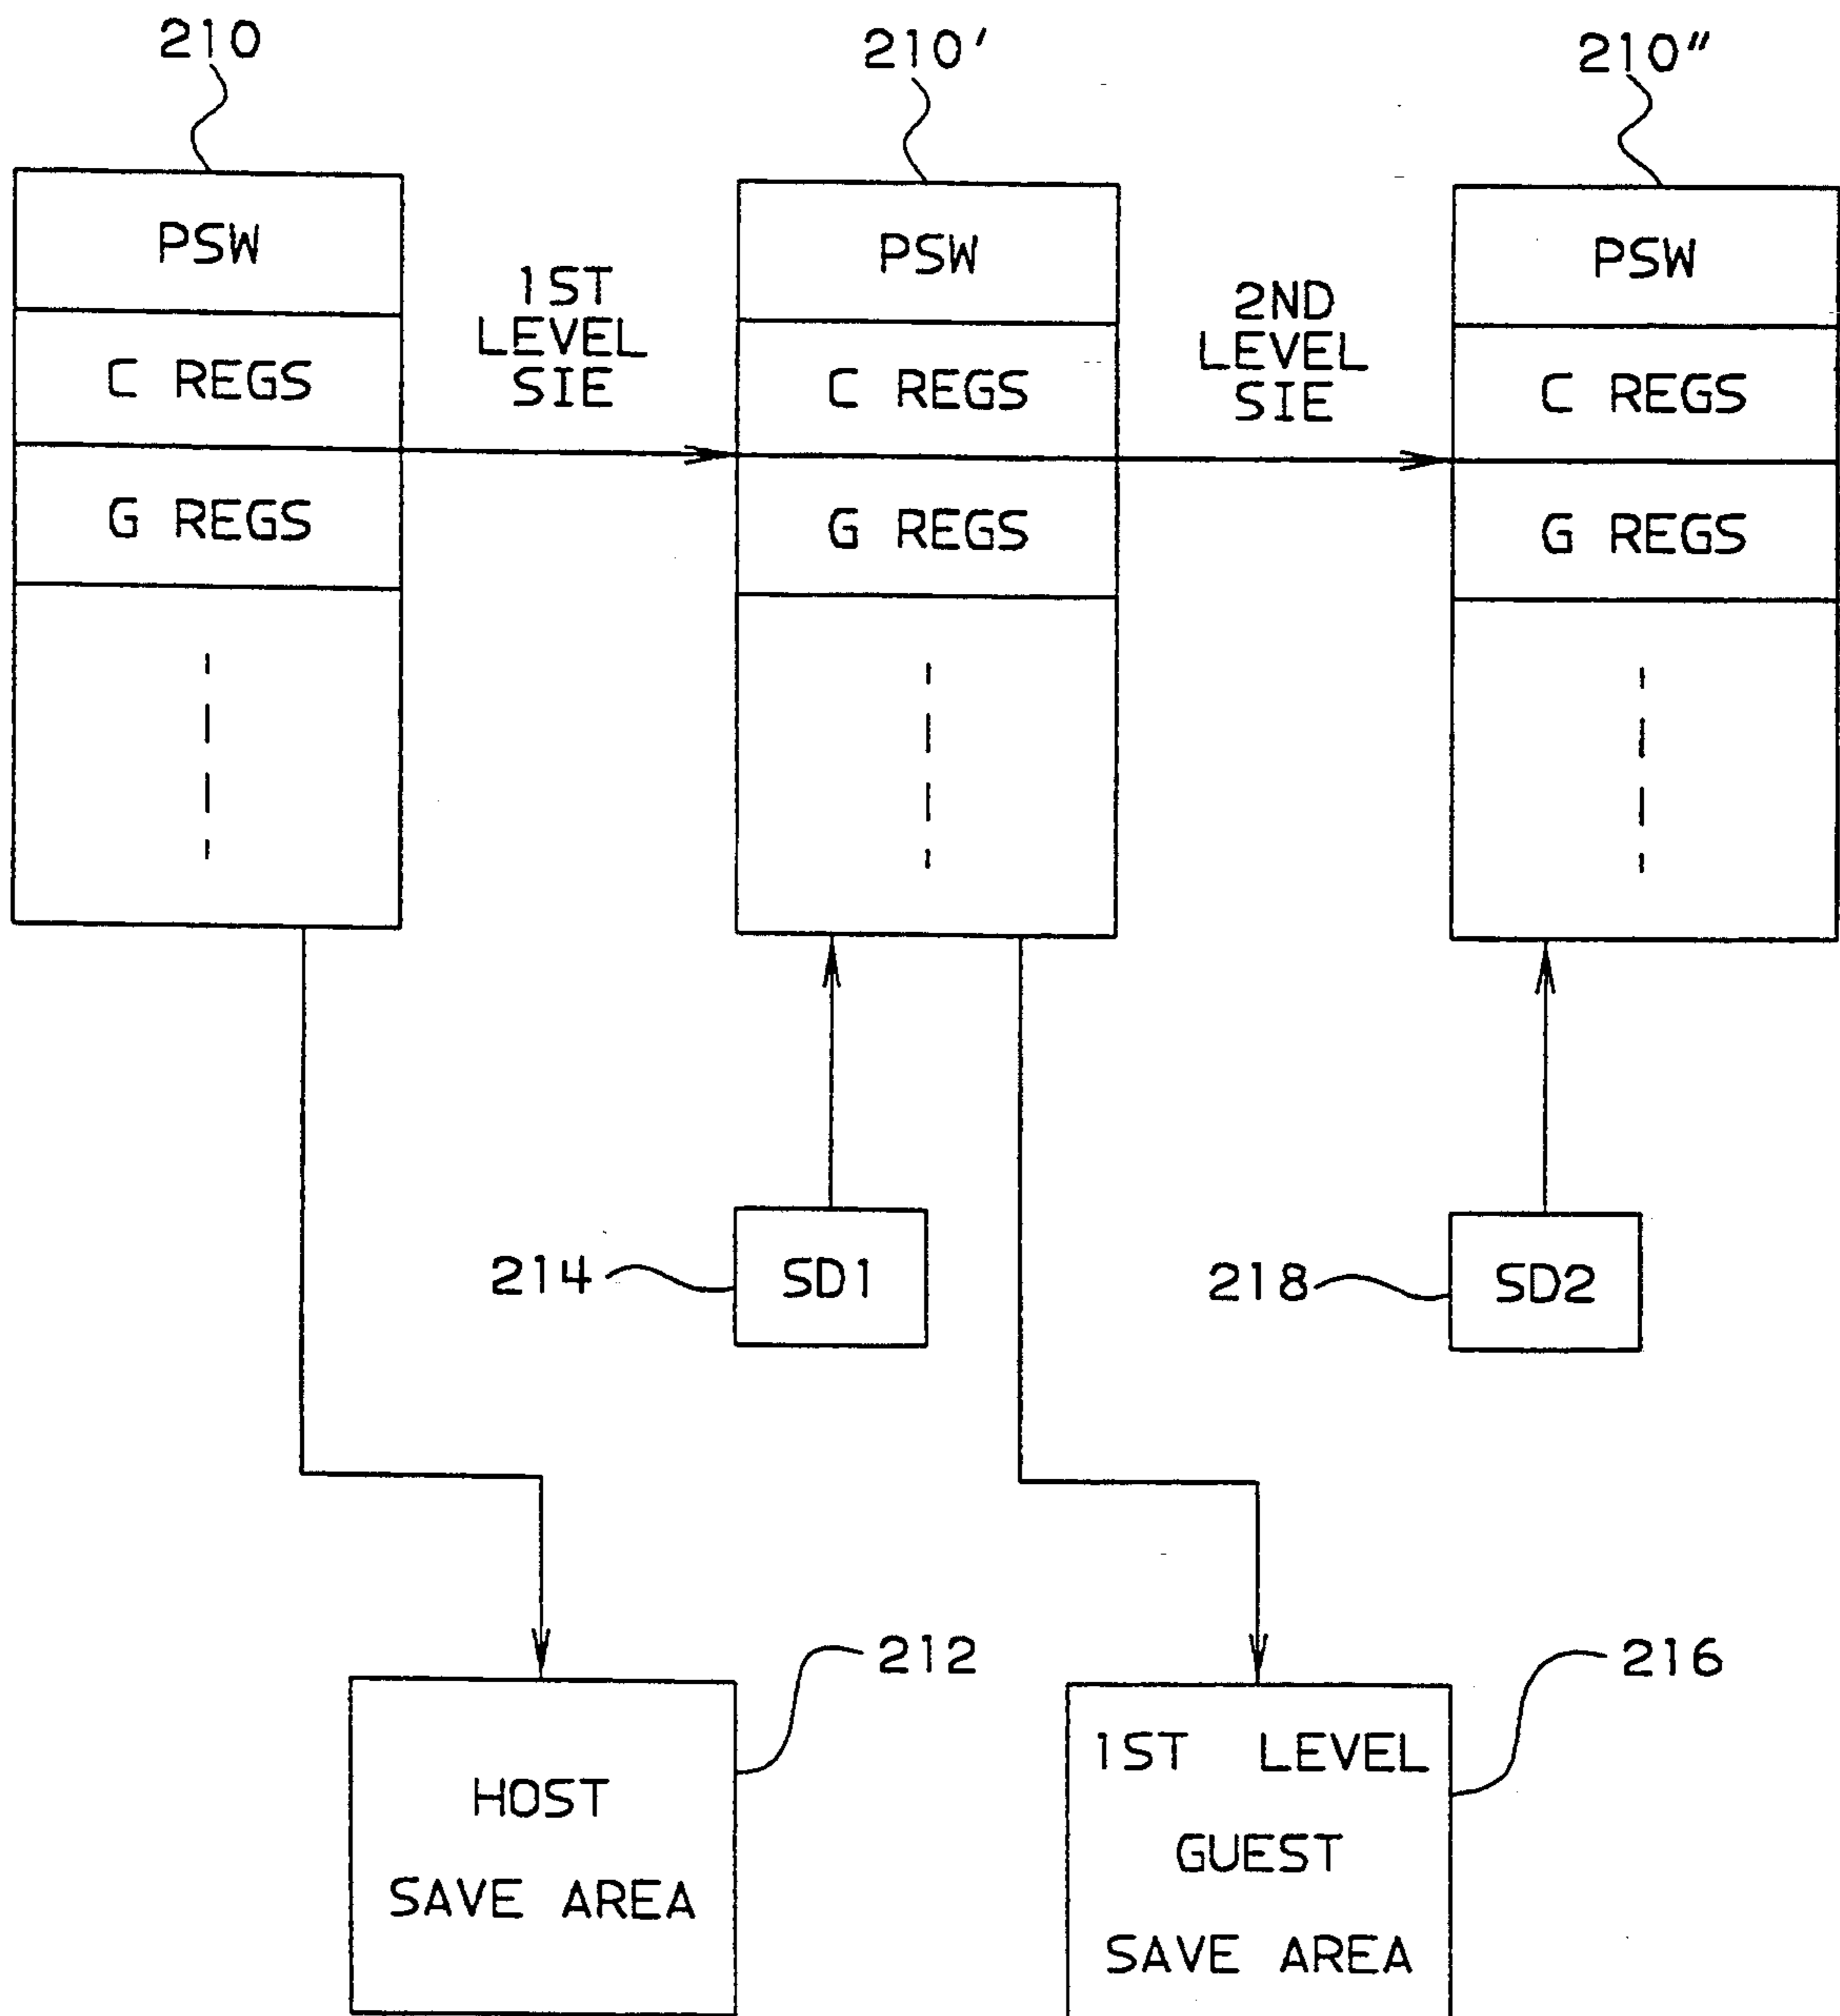 210
210'
210"
PSW
C REGS
G REGS
1ST
LEVEL
SIE
PSW
C REGS
G REGS
2ND
LEVEL
SIE
PSW
C REGS
G REGS
214
SD1
218
SD2
212
HOST
SAVE AREA
216
1ST LEVEL
GUEST
SAVE AREA